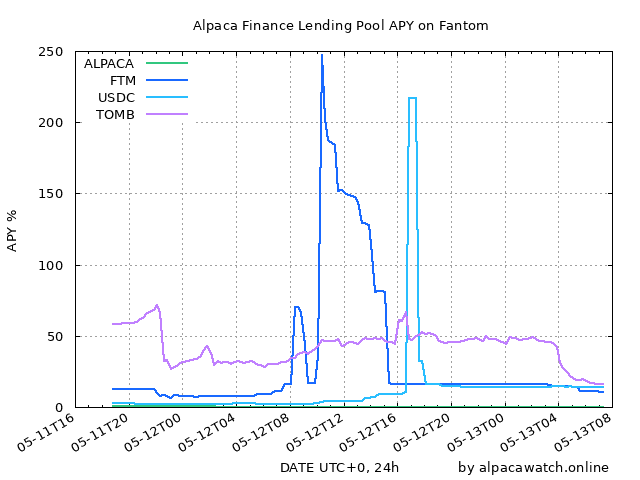 Alpaca Finance Lending Pool APY on Fantom
250
200
150
100
50
0
APY %
ALPACA
FTM
USDC
TOMB
05-11T16
05-11T20
05-12T00
05-12T04
05-12T08
05-12T12
05-12T16
05-12T20
05-13T00
05-13T04
05-13T08
DATE UTC+0, 24h
by alpacawatch.online